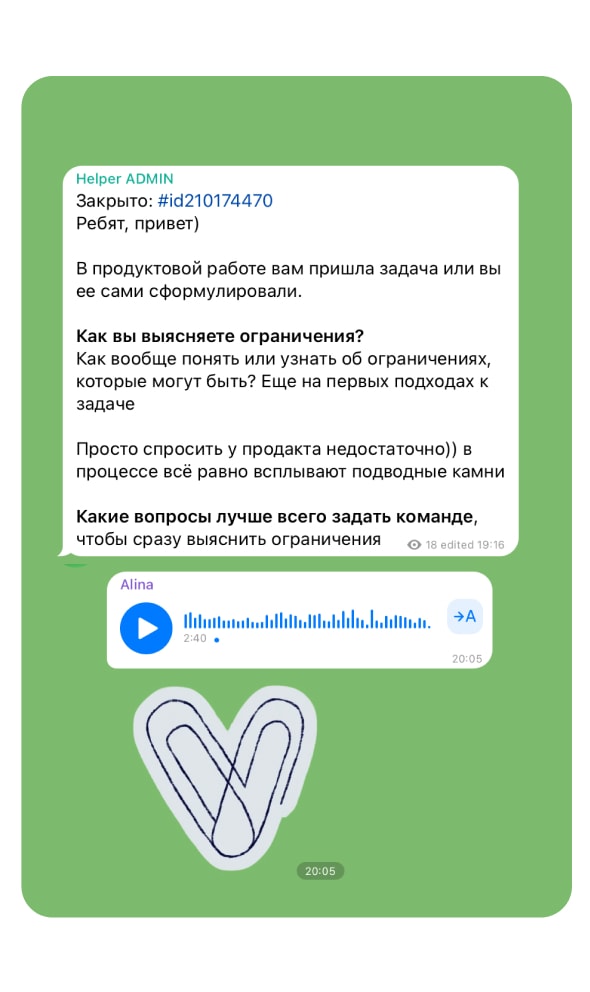 Helper ADMIN
Закрыто: #id210174470
Ребят, привет)
В продуктовой работе вам пришла задача или вы
ее сами сформулировали.
Как вы выясняете ограничения?
Как вообще понять или узнать об ограничениях,
которые могут быть? Еще на первых подходах к
задаче
Просто спросить у продакта недостаточно)) в
процессе всё равно всплывают подводные камни
Какие вопросы лучше всего задать команде,
чтобы сразу выяснить ограничения
18 edited 19:16
Alina
→A
2:40
20:05
20:05